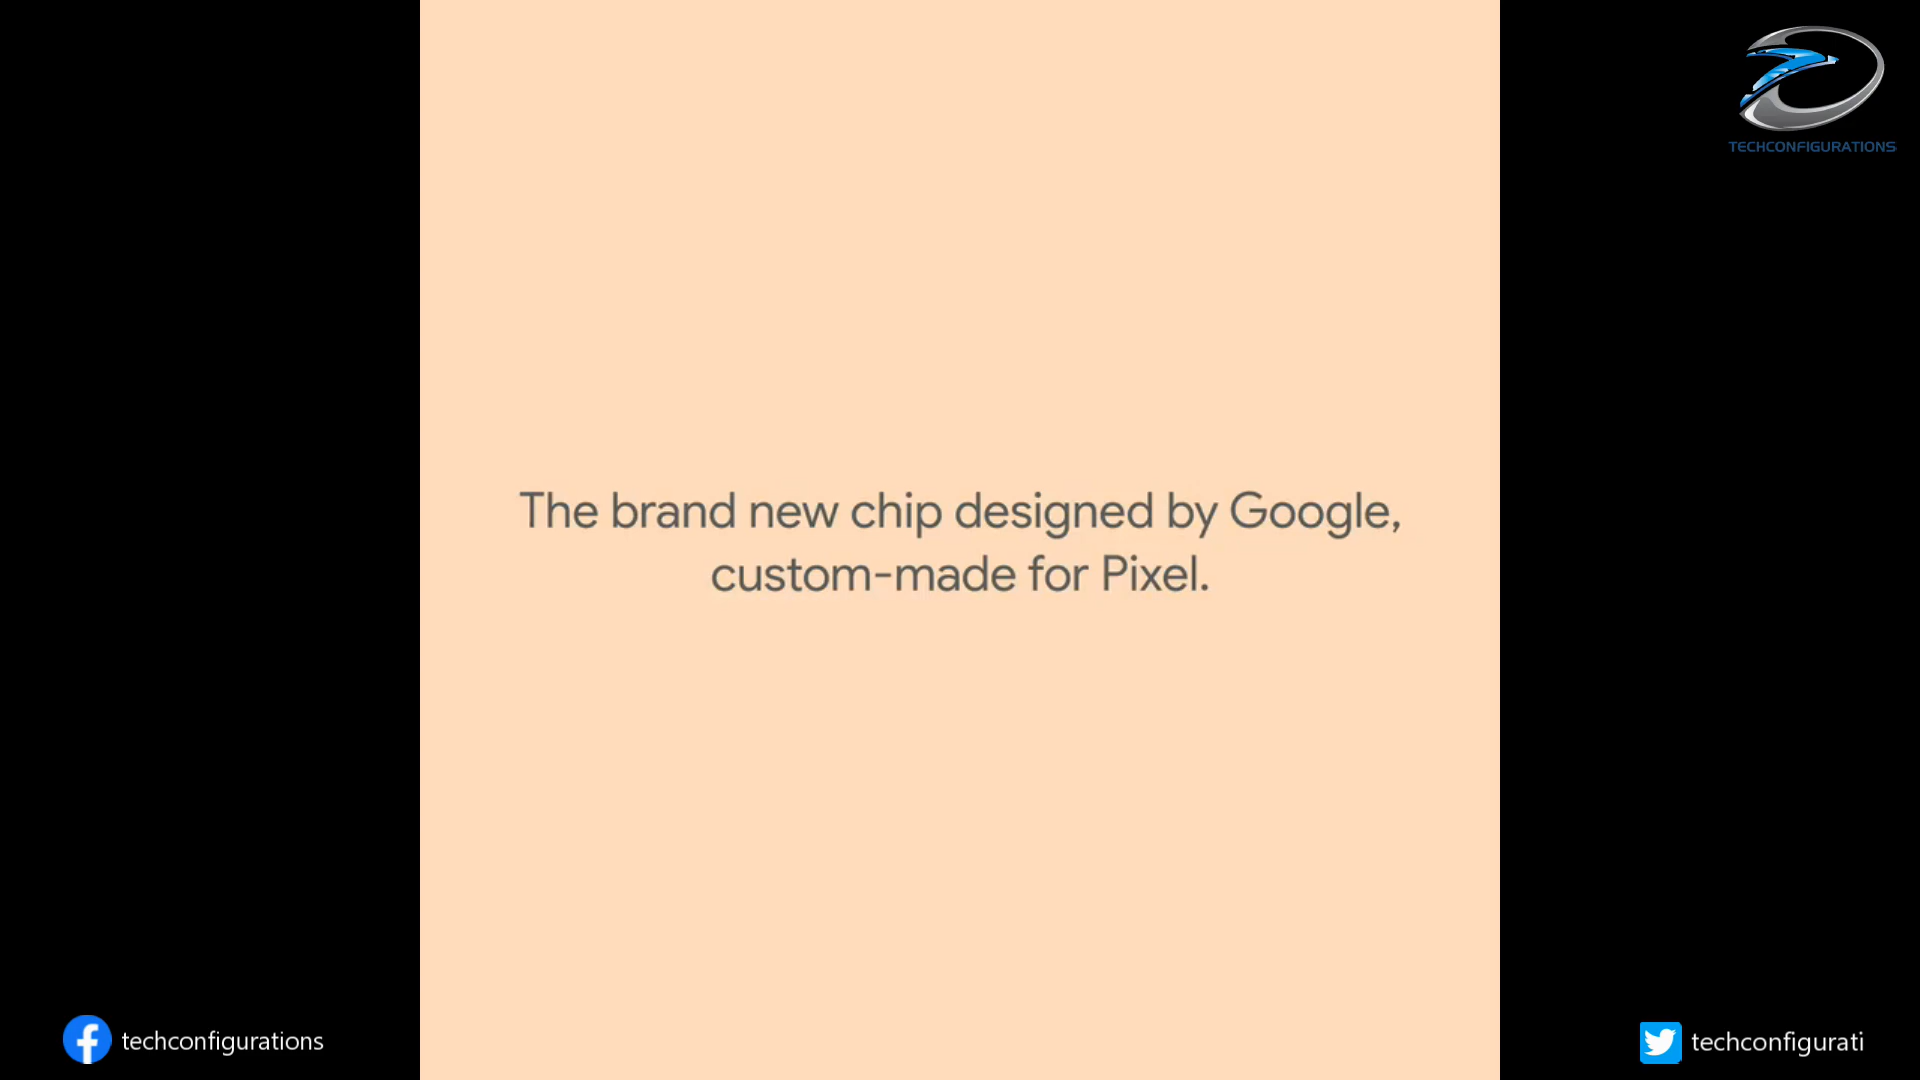 TECHCONFIGURATIONS
The brand new chip designed by Google,
custom-made for Pixel.
techconfigurations
techconfigurati